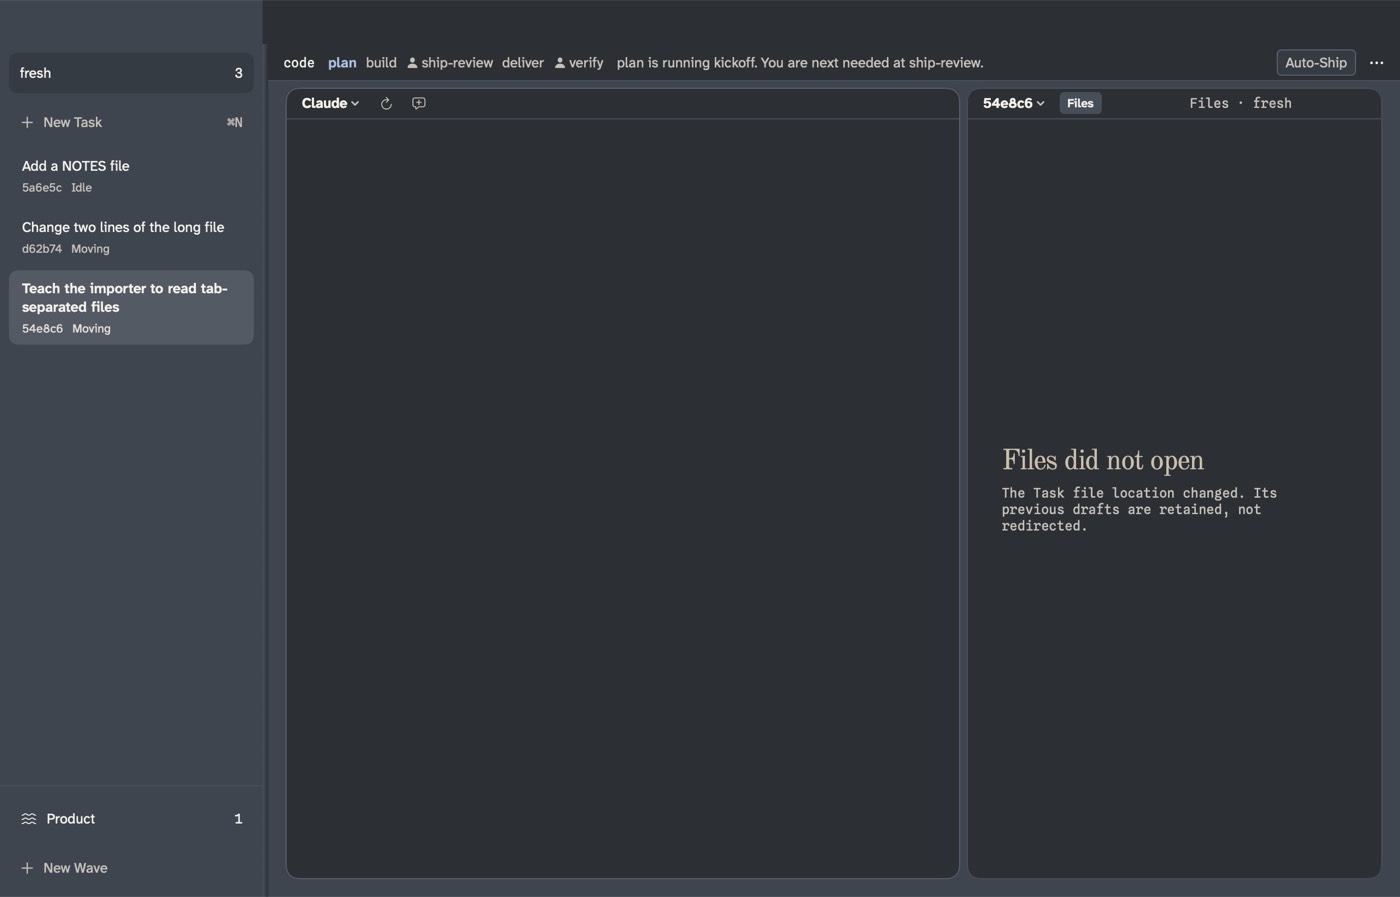 fresh 3
New Task ⌘N
Add a NOTES file
5a6e5c Idle
Change two lines of the long file
d62b74 Moving
Teach the importer to read tab-
separated files
54e8c6 Moving
Product 1
New Wave
code plan build ship-review deliver verify plan is running kickoff. You are next needed at ship-review.
Auto-Ship ...
Claude
54e8c6 Files Files · fresh
Files did not open
The Task file location changed. Its
previous drafts are retained, not
redirected.